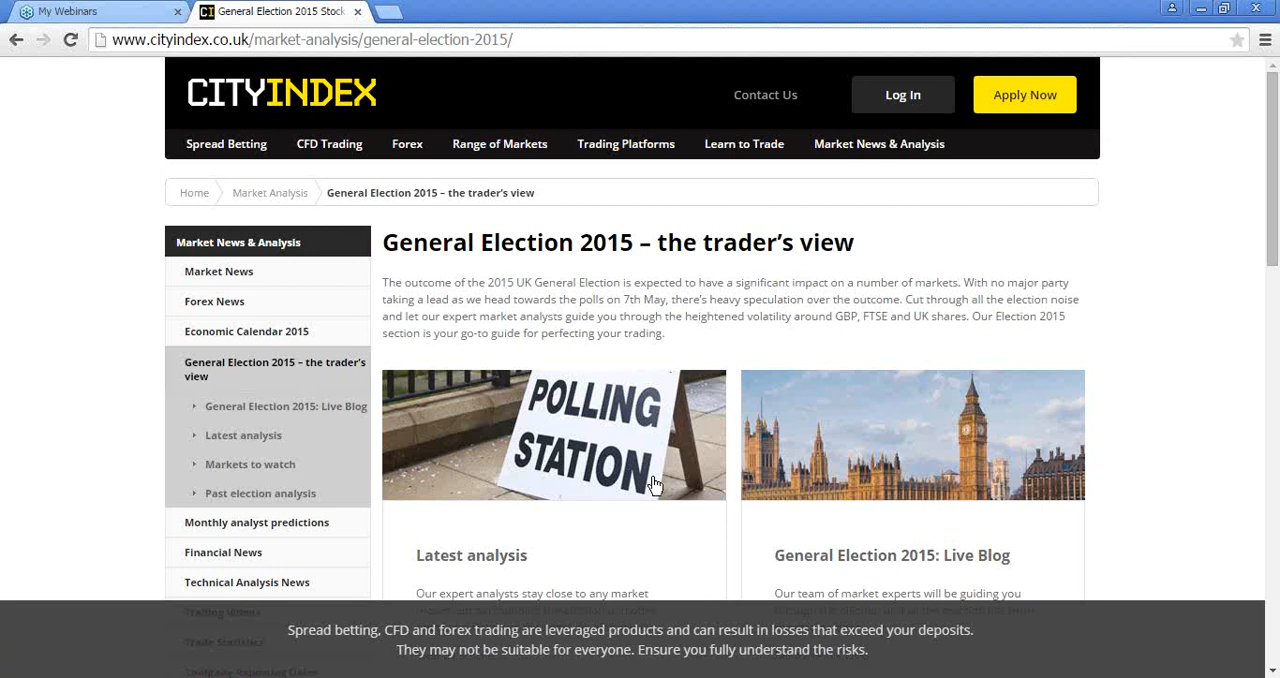 My Webinars
General Election 2015 Stock
www.cityindex.co.uk/market-analysis/general-election-2015/
CITYINDEX
Contact Us
Log In
Apply Now
Spread Betting
CFD Trading
Forex
Range of Markets
Trading Platforms
Learn to Trade
Market News & Analysis
Home
Market Analysis
General Election 2015 – the trader's view
Market News & Analysis
Market News
Forex News
Economic Calendar 2015
General Election 2015 – the trader's
view
General Election 2015: Live Blog
Latest analysis
Markets to watch
Past election analysis
Monthly analyst predictions
Financial News
Technical Analysis News
Trading Videos
Trade Statistics
Company Reporting Dates
General Election 2015 – the trader's view
The outcome of the 2015 UK General Election is expected to have a significant impact on a number of markets. With no major party
taking a lead as we head towards the polls on 7th May, there's heavy speculation over the outcome. Cut through all the election noise
and let our expert market analysts guide you through the heightened volatility around GBP, FTSE and UK shares. Our Election 2015
section is your go-to guide for perfecting your trading.
POLLING
STATION
Latest analysis
Our expert analysts stay close to any market
General Election 2015: Live Blog
Our team of market experts will be guiding you
Spread betting, CFD and forex trading are leveraged products and can result in losses that exceed your deposits.
They may not be suitable for everyone. Ensure you fully understand the risks.